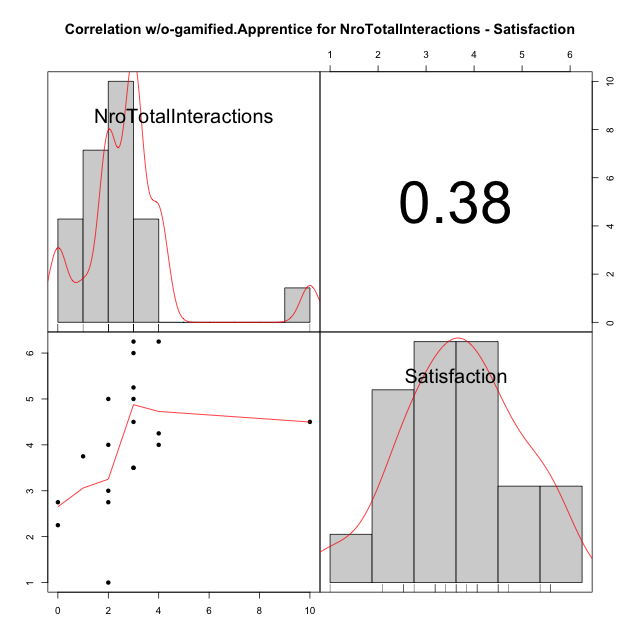 Correlation w/o-gamified.Apprentice for NroTotalInteractions - Satisfaction
1 2 3 4 5 6
NroTotalInteractions
0.38
0 2 4 6 8 10
1 2 3 4 5 6
Satisfaction
0 2 4 6 8 10